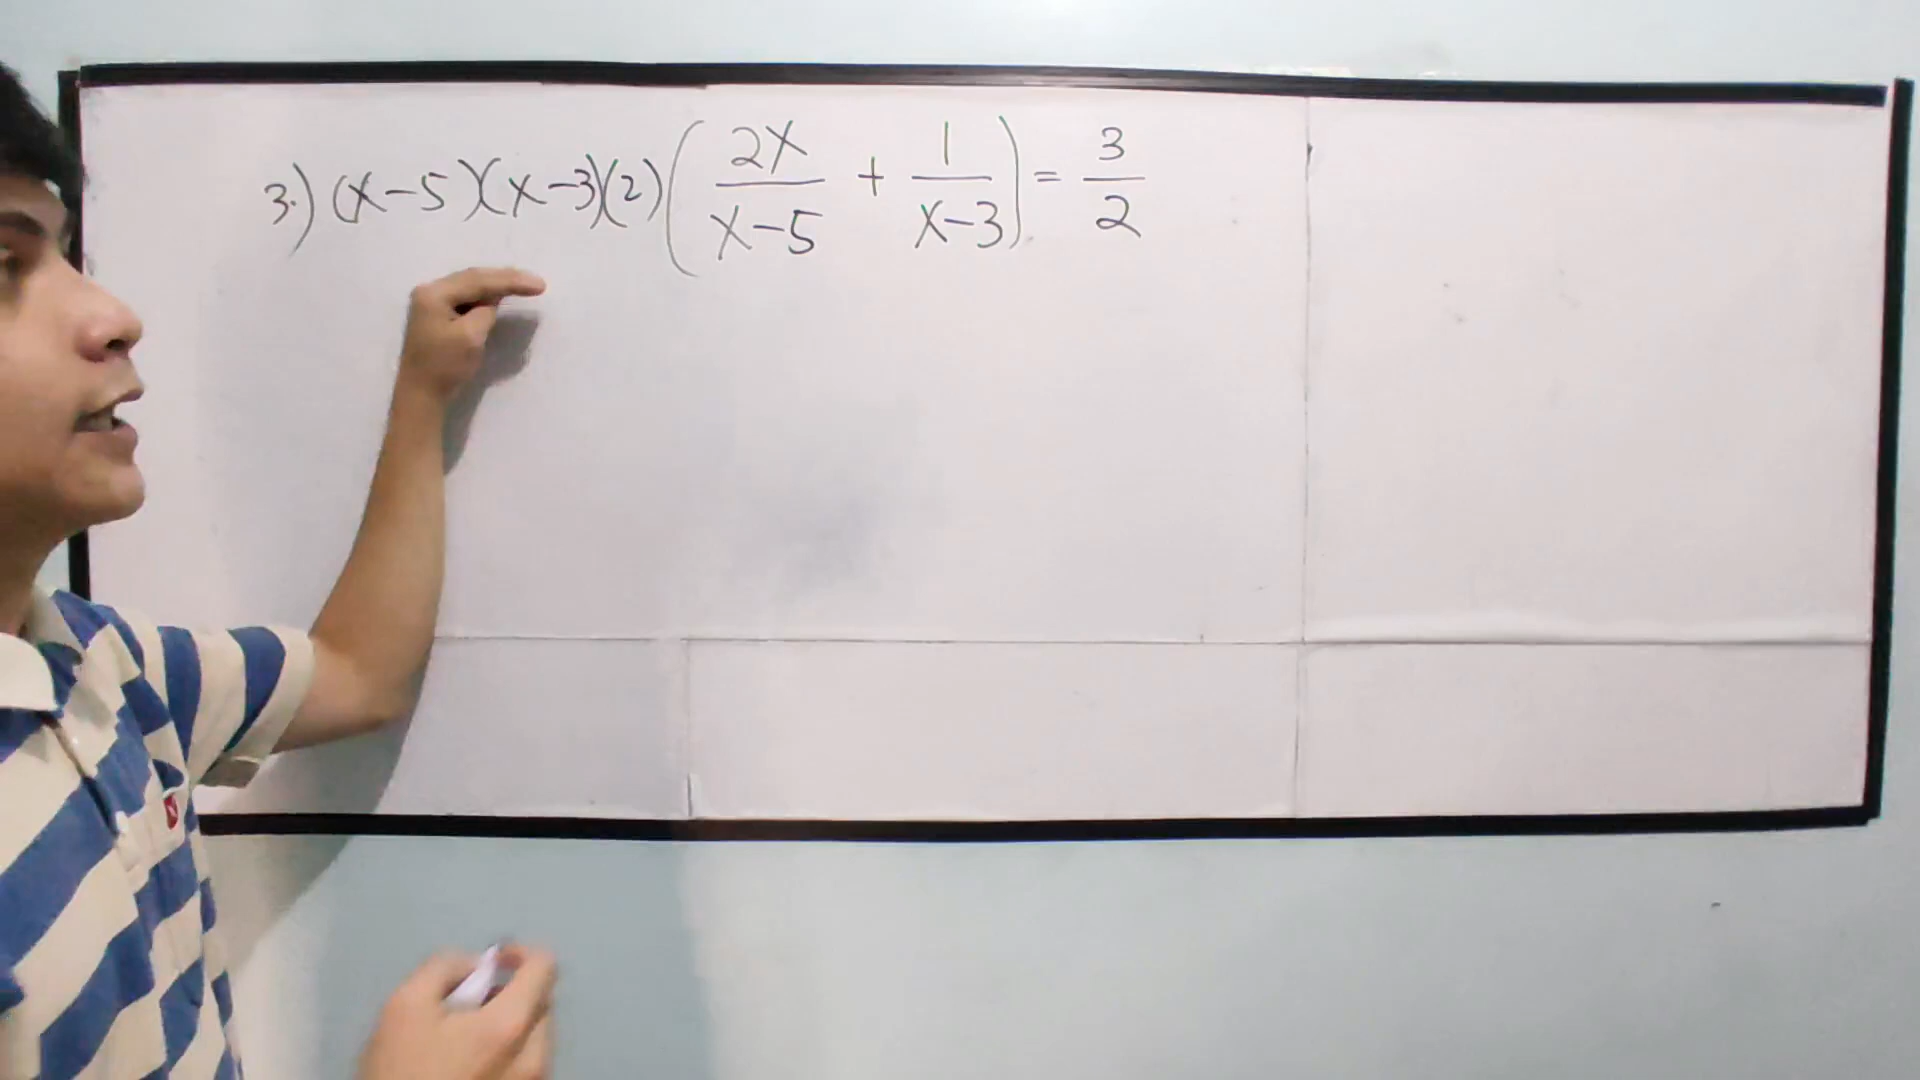 3.) (x-5)(x-3)(2)(2x/x-5 + 1/x-3) = 3/2